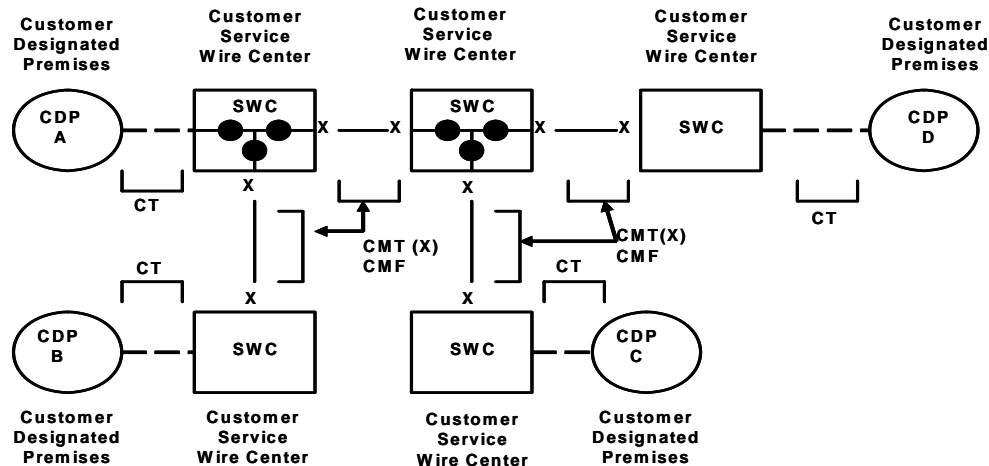 Customer
Designated
Premises
Customer
Service
Wire Center
Customer
Service
Wire Center
Customer
Service
Wire Center
Customer
Designated
Premises
CDP
A
SWC
X
X
SWC
X
X
SWC
CDP
D
CT
X
X
CT
CMT (X)
CMF
CMT(X)
CMF
CT
CT
X
X
CDP
B
SWC
SWC
CDP
C
Customer
Designated
Premises
Customer
Service
Wire Center
Customer
Service
Wire Center
Customer
Designated
Premises